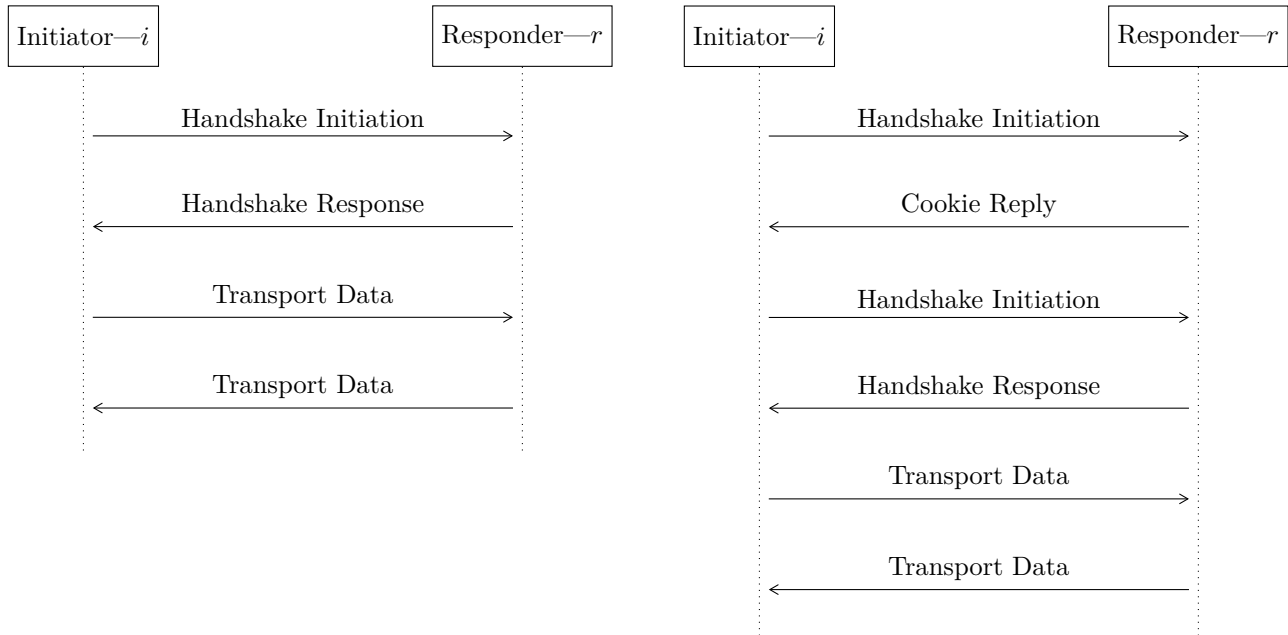 Initiator—i
Responder—r
Handshake Initiation
Handshake Response
Transport Data
Transport Data
Initiator—i
Responder—r
Handshake Initiation
Cookie Reply
Handshake Initiation
Handshake Response
Transport Data
Transport Data